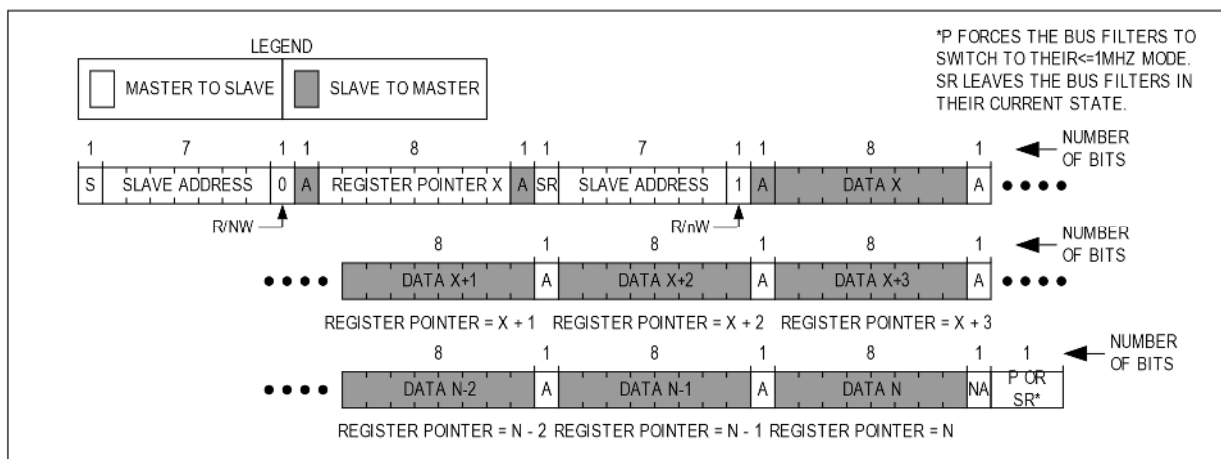 *P FORCES THE BUS FILTERS TO
SWITCH TO THEIR<=1MHZ MODE.
SR LEAVES THE BUS FILTERS IN
THEIR CURRENT STATE.
LEGEND
MASTER TO SLAVE SLAVE TO MASTER
1 7 1 1 8 1 1 7 1 1 8 1 NUMBER
OF BITS
S SLAVE ADDRESS 0 A REGISTER POINTER X A SR SLAVE ADDRESS 1 A DATA X A
R/NW R/nW
8 1 8 1 8 1 NUMBER
OF BITS
DATA X+1 A DATA X+2 A DATA X+3 A
REGISTER POINTER = X + 1 REGISTER POINTER = X + 2 REGISTER POINTER = X + 3
8 1 8 1 8 1 1 NUMBER
OF BITS
DATA N-2 A DATA N-1 A DATA N NA P OR
SR*
REGISTER POINTER = N - 2 REGISTER POINTER = N - 1 REGISTER POINTER = N